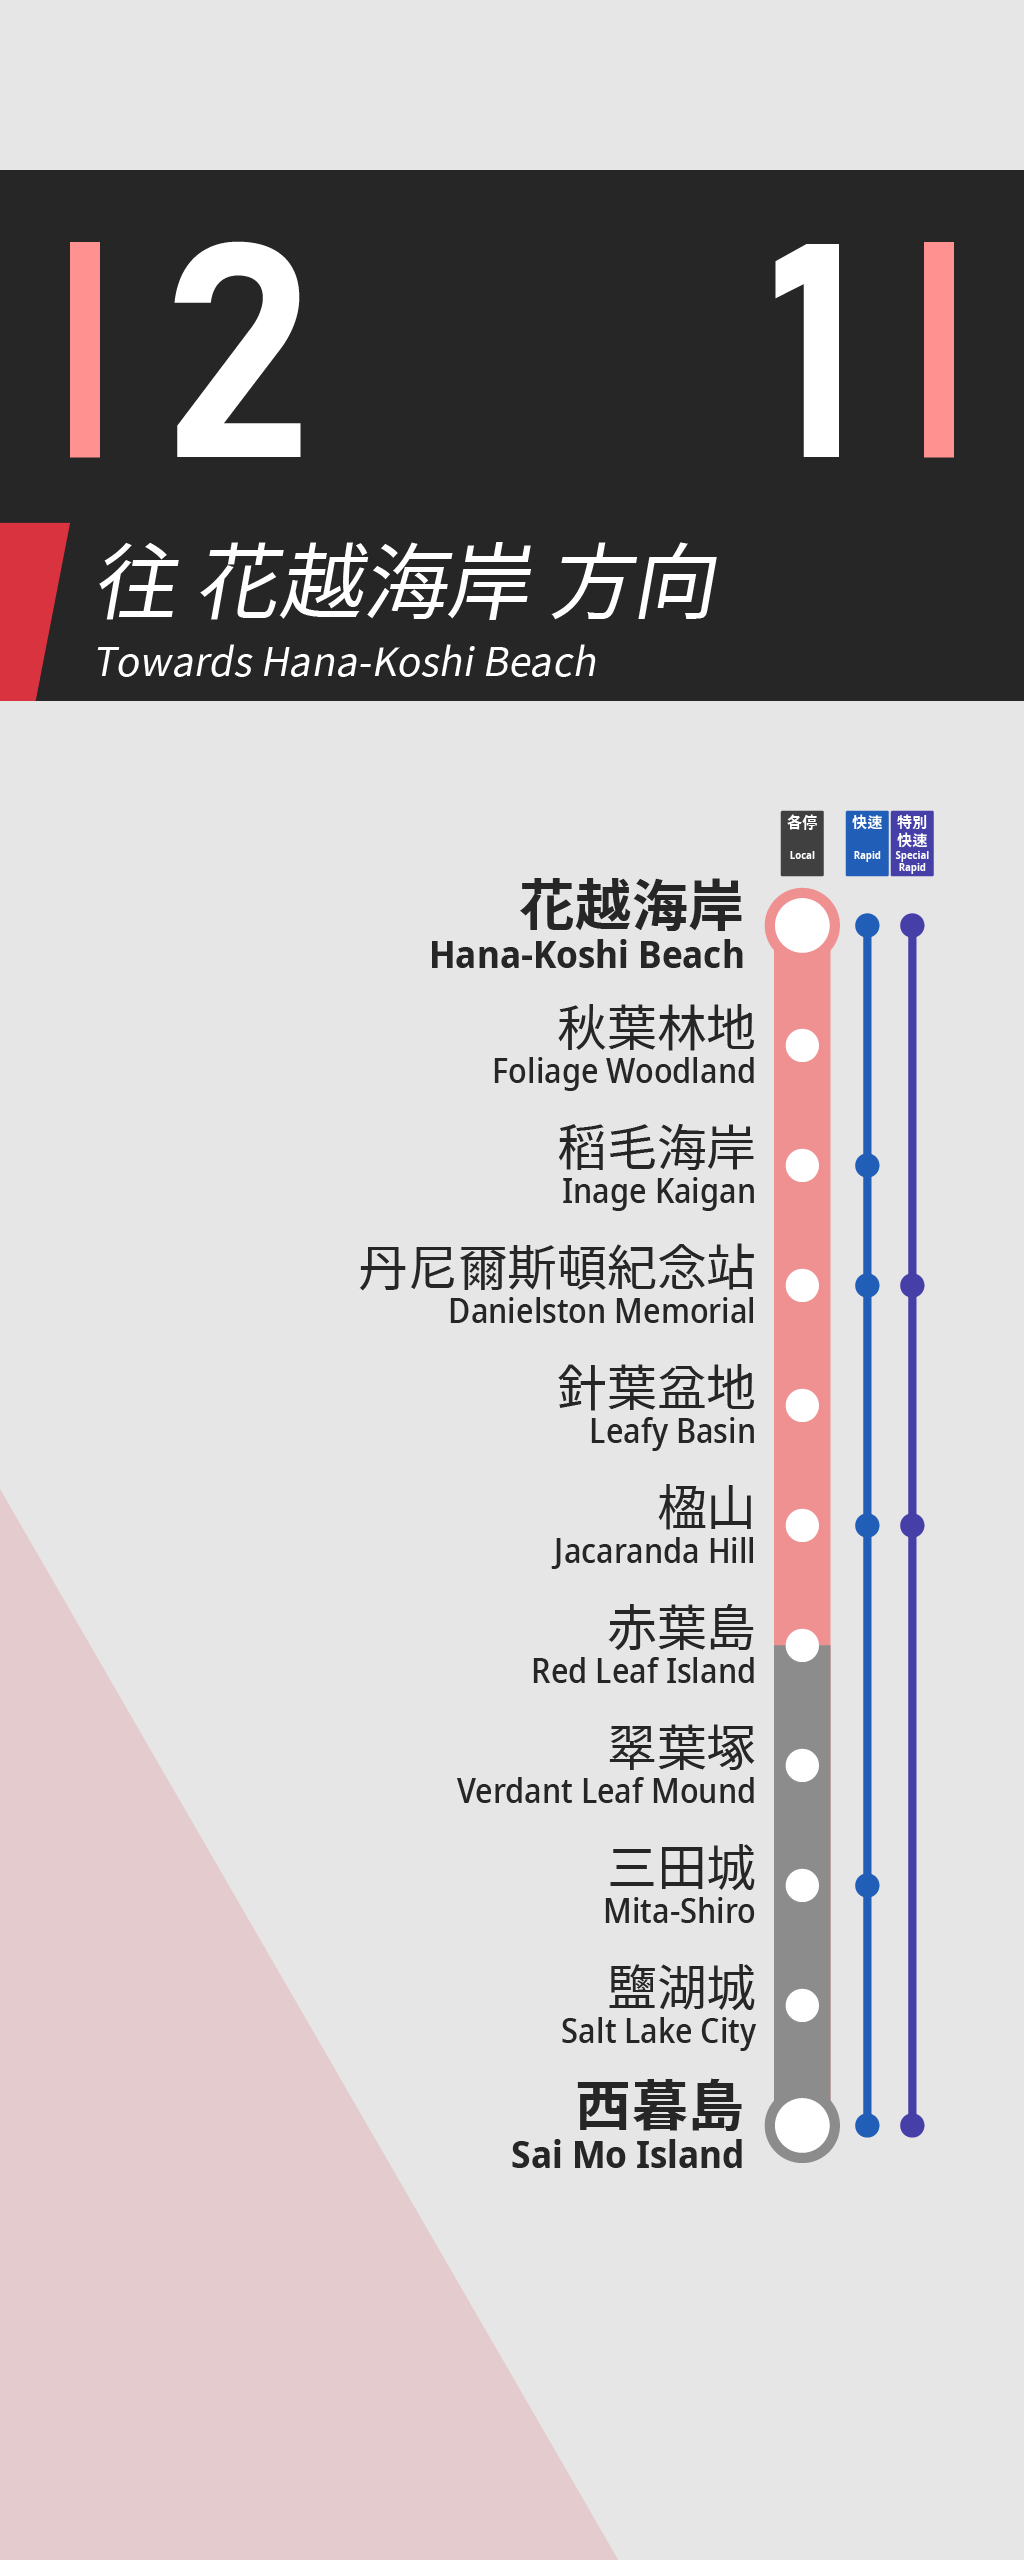 2
1
往 花越海岸 方向
Towards Hana-Koshi Beach
各停
Local
快速
Rapid
特別
快速
Special
Rapid
花越海岸
Hana-Koshi Beach
秋葉林地
Foliage Woodland
稻毛海岸
Inage Kaigan
丹尼爾斯頓紀念站
Danielston Memorial
針葉盆地
Leafy Basin
楹山
Jacaranda Hill
赤葉島
Red Leaf Island
翠葉塚
Verdant Leaf Mound
三田城
Mita-Shiro
鹽湖城
Salt Lake City
西暮島
Sai Mo Island